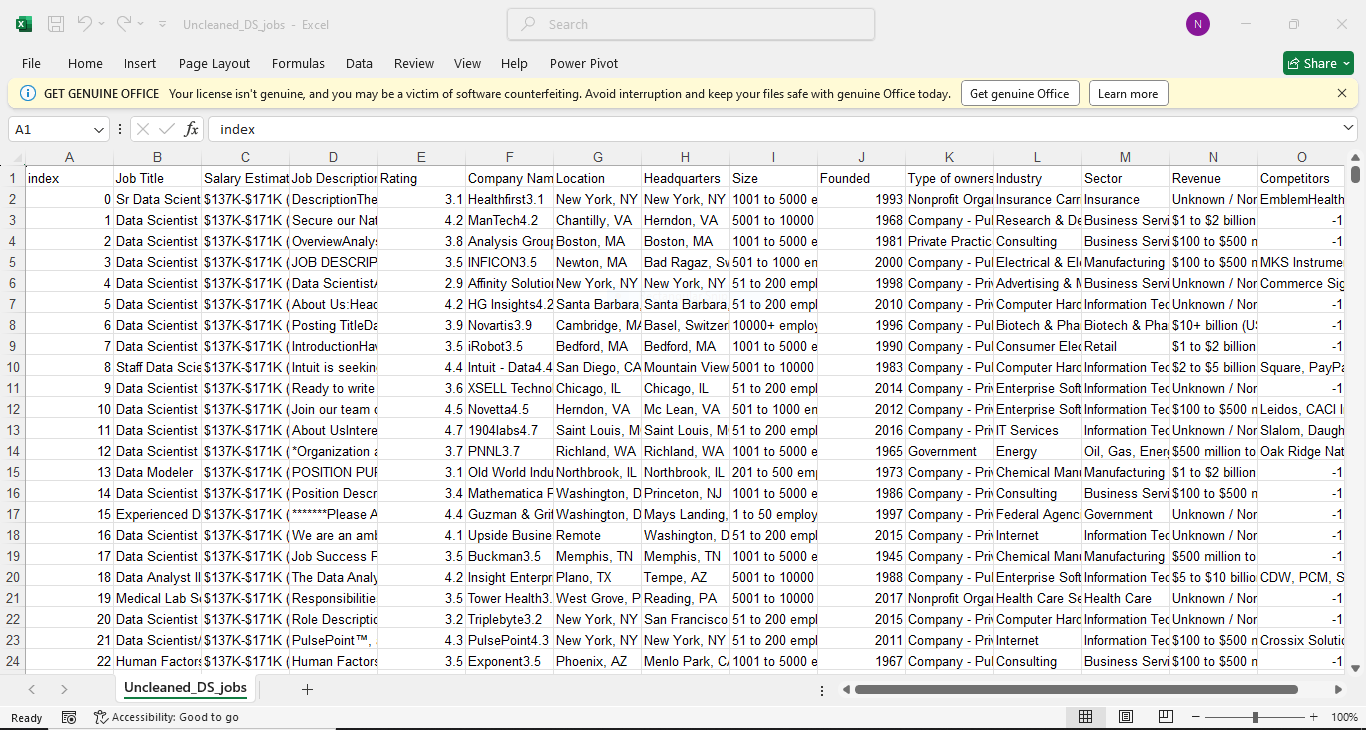 Uncleaned_DS_jobs - Excel Search N
File Home Insert Page Layout Formulas Data Review View Help Power Pivot Share
GET GENUINE OFFICE Your license isn't genuine, and you may be a victim of software counterfeiting. Avoid interruption and keep your files safe with genuine Office today. Get genuine Office Learn more
A1 fx index
A B C D E F G H I J K L M N O
1 index Job Title Salary Estimat Job Description Rating Company Nam Location Headquarters Size Founded Type of owners Industry Sector Revenue Competitors
2 0 Sr Data Scient $137K-$171K ( DescriptionThe 3.1 Healthfirst3.1 New York, NY New York, NY 1001 to 5000 e 1993 Nonprofit Orga Insurance Carr Insurance Unknown / Nor EmblemHealth
3 1 Data Scientist $137K-$171K ( Secure our Nat 4.2 ManTech4.2 Chantilly, VA Herndon, VA 5001 to 10000 1968 Company - Pul Research & De Business Servi $1 to $2 billion -1
4 2 Data Scientist $137K-$171K ( OverviewAnaly 3.8 Analysis Group Boston, MA Boston, MA 1001 to 5000 e 1981 Private Practic Consulting Business Servi $100 to $500 m -1
5 3 Data Scientist $137K-$171K ( JOB DESCRIP 3.5 INFICON3.5 Newton, MA Bad Ragaz, Sw 501 to 1000 em 2000 Company - Pul Electrical & Ele Manufacturing $100 to $500 m MKS Instrume
6 4 Data Scientist $137K-$171K ( Data ScientistA 2.9 Affinity Solution New York, NY New York, NY 51 to 200 empl 1998 Company - Priv Advertising & M Business Servi Unknown / Nor Commerce Sig
7 5 Data Scientist $137K-$171K ( About Us:Head 4.2 HG Insights4.2 Santa Barbara, Santa Barbara, 51 to 200 empl 2010 Company - Priv Computer Hard Information Tec Unknown / Nor -1
8 6 Data Scientist $137K-$171K ( Posting TitleDa 3.9 Novartis3.9 Cambridge, MA Basel, Switzer 10000+ employ 1996 Company - Pul Biotech & Pha Biotech & Pha $10+ billion (US -1
9 7 Data Scientist $137K-$171K ( IntroductionHav 3.5 iRobot3.5 Bedford, MA Bedford, MA 1001 to 5000 e 1990 Company - Pul Consumer Elec Retail $1 to $2 billion -1
10 8 Staff Data Scie $137K-$171K ( Intuit is seekin 4.4 Intuit - Data4.4 San Diego, CA Mountain View 5001 to 10000 1983 Company - Pul Computer Hard Information Tec $2 to $5 billion Square, PayPa
11 9 Data Scientist $137K-$171K ( Ready to write 3.6 XSELL Techno Chicago, IL Chicago, IL 51 to 200 empl 2014 Company - Priv Enterprise Soft Information Tec Unknown / Nor -1
12 10 Data Scientist $137K-$171K ( Join our team o 4.5 Novetta4.5 Herndon, VA Mc Lean, VA 501 to 1000 em 2012 Company - Priv Enterprise Soft Information Tec $100 to $500 m Leidos, CACI I
13 11 Data Scientist $137K-$171K ( About UsIntere 4.7 1904labs4.7 Saint Louis, M Saint Louis, M 51 to 200 empl 2016 Company - Priv IT Services Information Tec Unknown / Nor Slalom, Daugh
14 12 Data Scientist $137K-$171K ( *Organization a 3.7 PNNL3.7 Richland, WA Richland, WA 1001 to 5000 e 1965 Government Energy Oil, Gas, Energ $500 million to Oak Ridge Nat
15 13 Data Modeler $137K-$171K ( POSITION PUR 3.1 Old World Indu Northbrook, IL Northbrook, IL 201 to 500 emp 1973 Company - Priv Chemical Manu Manufacturing $1 to $2 billion -1
16 14 Data Scientist $137K-$171K ( Position Descr 3.4 Mathematica P Washington, D Princeton, NJ 1001 to 5000 e 1986 Company - Priv Consulting Business Servi $100 to $500 m -1
17 15 Experienced D $137K-$171K ( *******Please A 4.4 Guzman & Grif Washington, D Mays Landing, 1 to 50 employ 1997 Company - Priv Federal Agenc Government Unknown / Nor -1
18 16 Data Scientist $137K-$171K ( We are an amb 4.1 Upside Busine Remote Washington, D 51 to 200 empl 2015 Company - Priv Internet Information Tec Unknown / Nor -1
19 17 Data Scientist $137K-$171K ( Job Success P 3.5 Buckman3.5 Memphis, TN Memphis, TN 1001 to 5000 e 1945 Company - Priv Chemical Manu Manufacturing $500 million to -1
20 18 Data Analyst II $137K-$171K ( The Data Analy 4.2 Insight Enterpr Plano, TX Tempe, AZ 5001 to 10000 1988 Company - Pul Enterprise Soft Information Tec $5 to $10 billio CDW, PCM, S
21 19 Medical Lab S $137K-$171K ( Responsibilitie 3.5 Tower Health3. West Grove, P Reading, PA 5001 to 10000 2017 Nonprofit Orga Health Care Se Health Care Unknown / Nor -1
22 20 Data Scientist $137K-$171K ( Role Descriptio 3.2 Triplebyte3.2 New York, NY San Francisco 51 to 200 empl 2015 Company - Priv Computer Hard Information Tec Unknown / Nor -1
23 21 Data Scientist/ $137K-$171K ( PulsePoint™, 4.3 PulsePoint4.3 New York, NY New York, NY 51 to 200 empl 2011 Company - Priv Internet Information Tec $100 to $500 m Crossix Solutic
24 22 Human Factors $137K-$171K ( Human Factors 3.5 Exponent3.5 Phoenix, AZ Menlo Park, CA 1001 to 5000 e 1967 Company - Pul Consulting Business Servi $100 to $500 m -1
Uncleaned_DS_jobs
Ready Accessibility: Good to go 100%